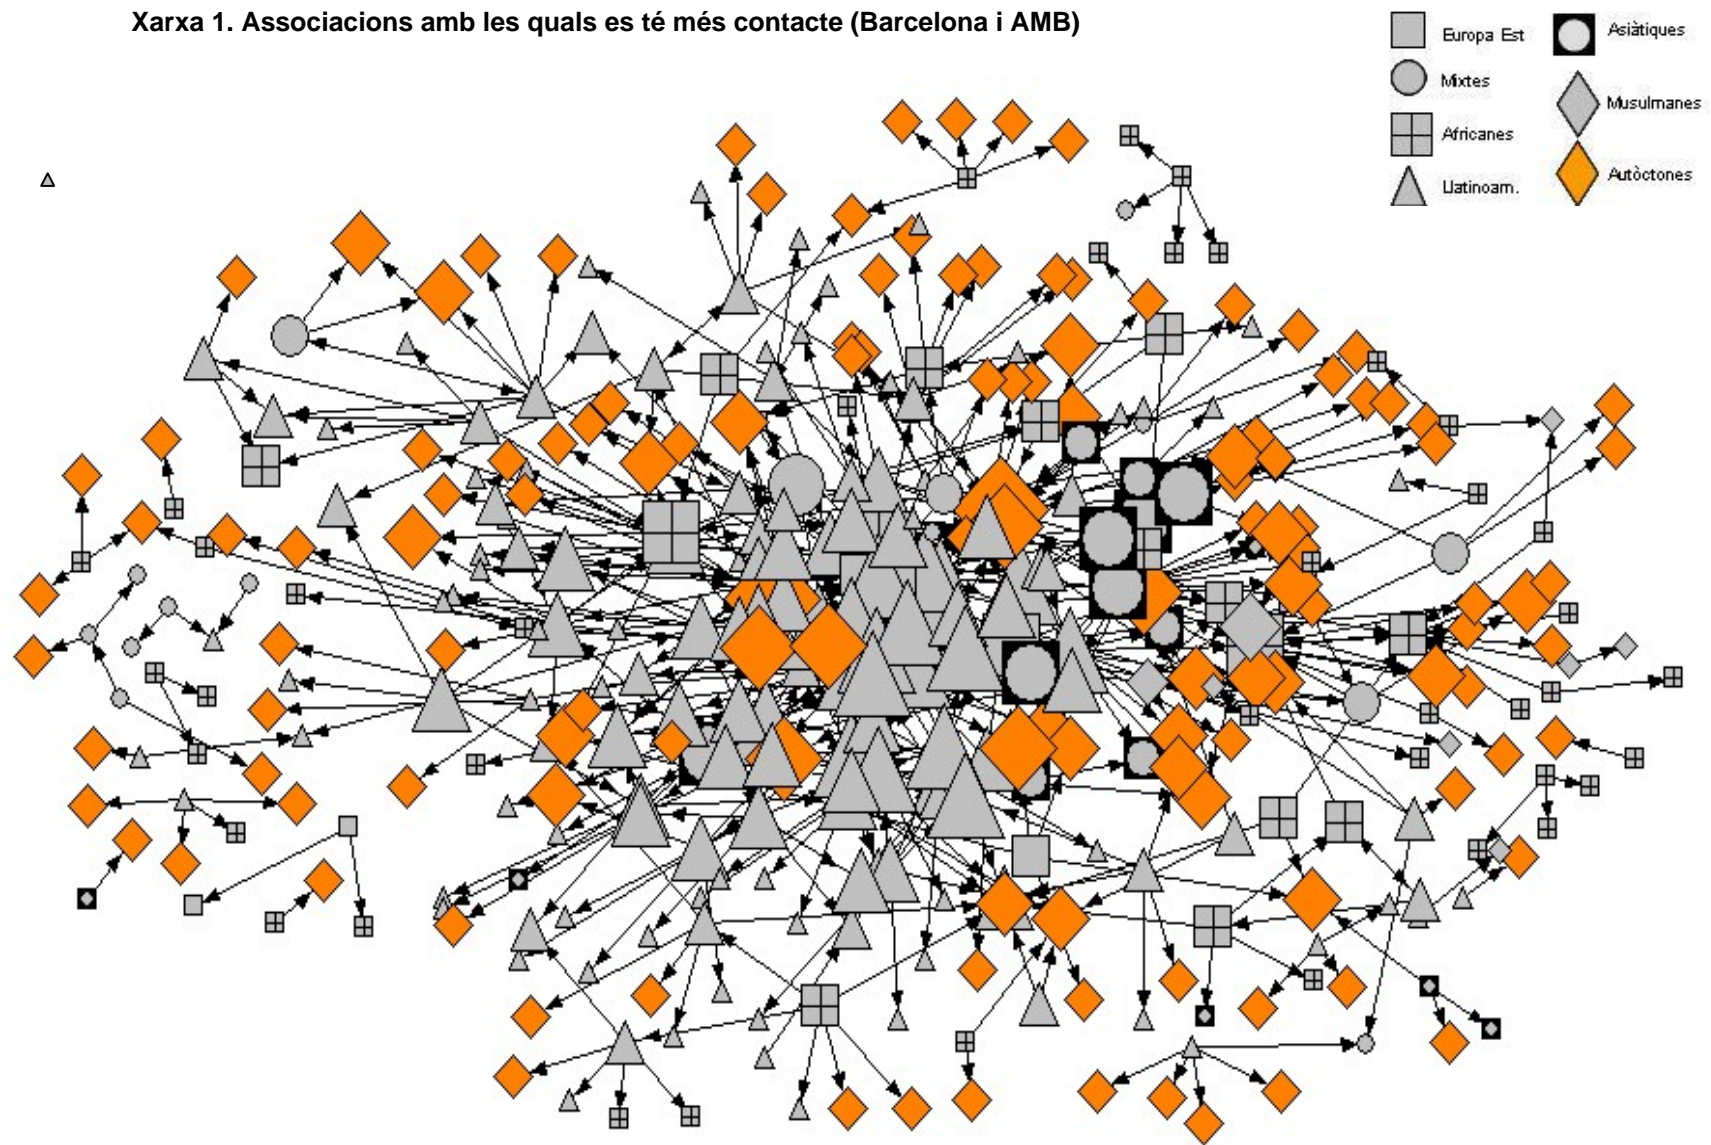 Xarxa 1. Associacions amb les quals es té més contacte (Barcelona i AMB)
Europa Est
Asiàtiques
Mixtes
Musulmanes
Africanes
Autòctones
Llatinoam.